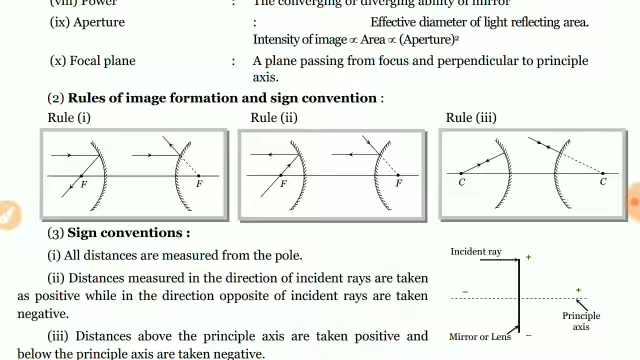 (viii) Power : The converging or diverging ability of mirror
(ix) Aperture : Effective diameter of light reflecting area.
Intensity of image ∝ Area ∝ (Aperture)²
(x) Focal plane : A plane passing from focus and perpendicular to principle
axis.
(2) Rules of image formation and sign convention :
Rule (i) Rule (ii) Rule (iii)
F F F F C C
(3) Sign conventions :
(i) All distances are measured from the pole.
(ii) Distances measured in the direction of incident rays are taken
as positive while in the direction opposite of incident rays are taken
negative.
(iii) Distances above the principle axis are taken positive and
below the principle axis are taken negative.
Incident ray +
– +
Principle
axis
Mirror or Lens –